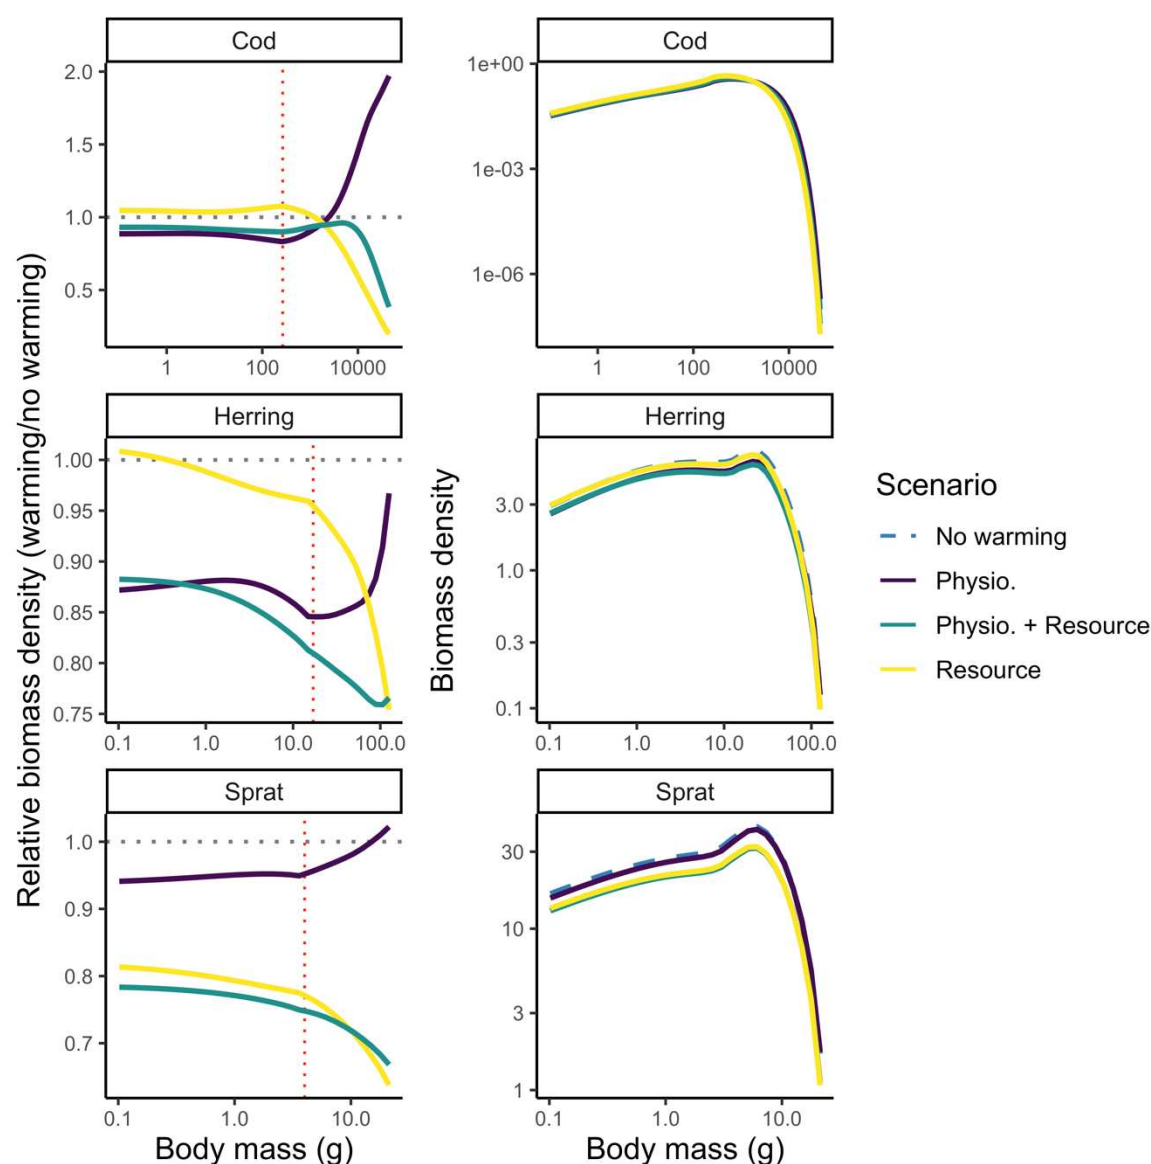 Cod
Cod
2.0
1.5
1.0
0.5
1 100 10000
1e+00
1e-03
1e-06
1 100 10000
Relative biomass density (warming/no warming)
Herring
Herring
1.00
0.95
0.90
0.85
0.80
0.75
0.1 1.0 10.0 100.0
Biomass density
3.0
1.0
0.3
0.1
0.1 1.0 10.0 100.0
Scenario
No warming
Physio.
Physio. + Resource
Resource
Sprat
Sprat
1.0
0.9
0.8
0.7
0.1 1.0 10.0
Body mass (g)
30
10
3
1
0.1 1.0 10.0
Body mass (g)